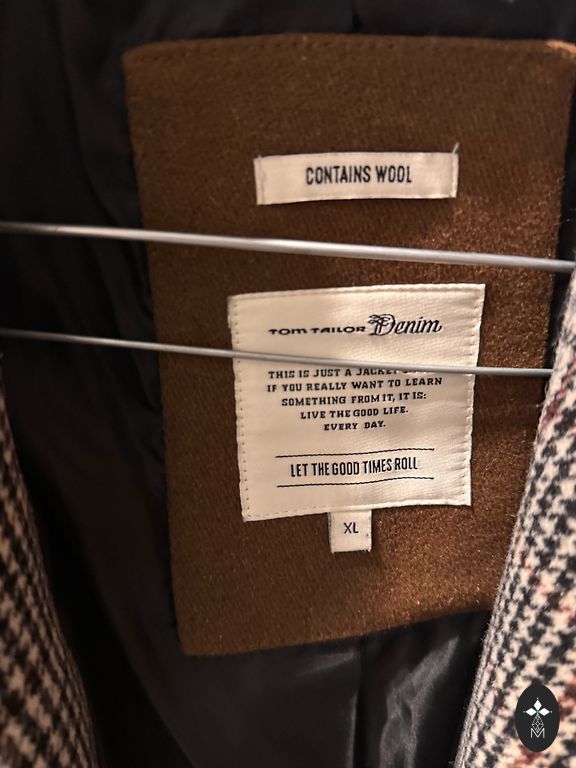 CONTAINS WOOL
TOM TAILOR Denim
THIS IS JUST A JACKET
IF YOU REALLY WANT TO LEARN
SOMETHING FROM IT, IT IS:
LIVE THE GOOD LIFE.
EVERY DAY.
LET THE GOOD TIMES ROLL
XL
M